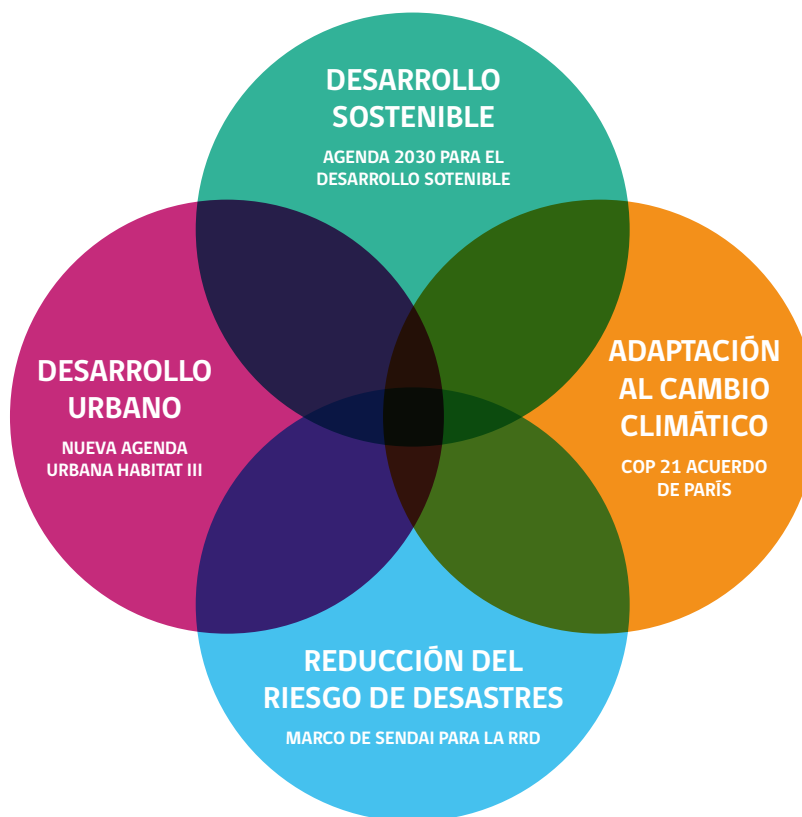 DESARROLLO
SOSTENIBLE
AGENDA 2030 PARA EL
DESARROLLO SOTENIBLE
DESARROLLO
URBANO
NUEVA AGENDA
URBANA HABITAT III
ADAPTACIÓN
AL CAMBIO
CLIMÁTICO
COP 21 ACUERDO
DE PARÍS
REDUCCIÓN DEL
RIESGO DE DESASTRES
MARCO DE SENDAI PARA LA RRD